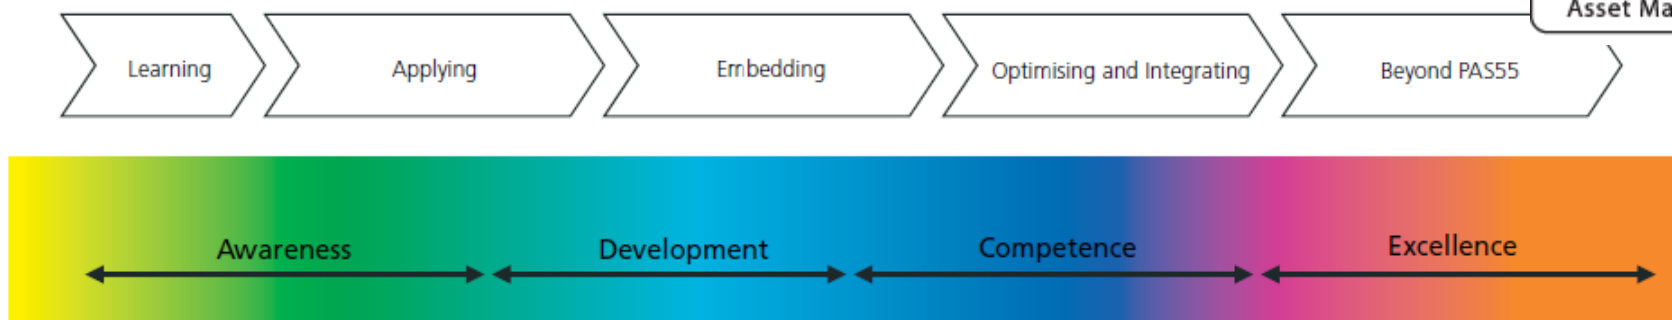 Asset Ma
Learning
Applying
Embedding
Optimising and Integrating
Beyond PAS55
Awareness
Development
Competence
Excellence